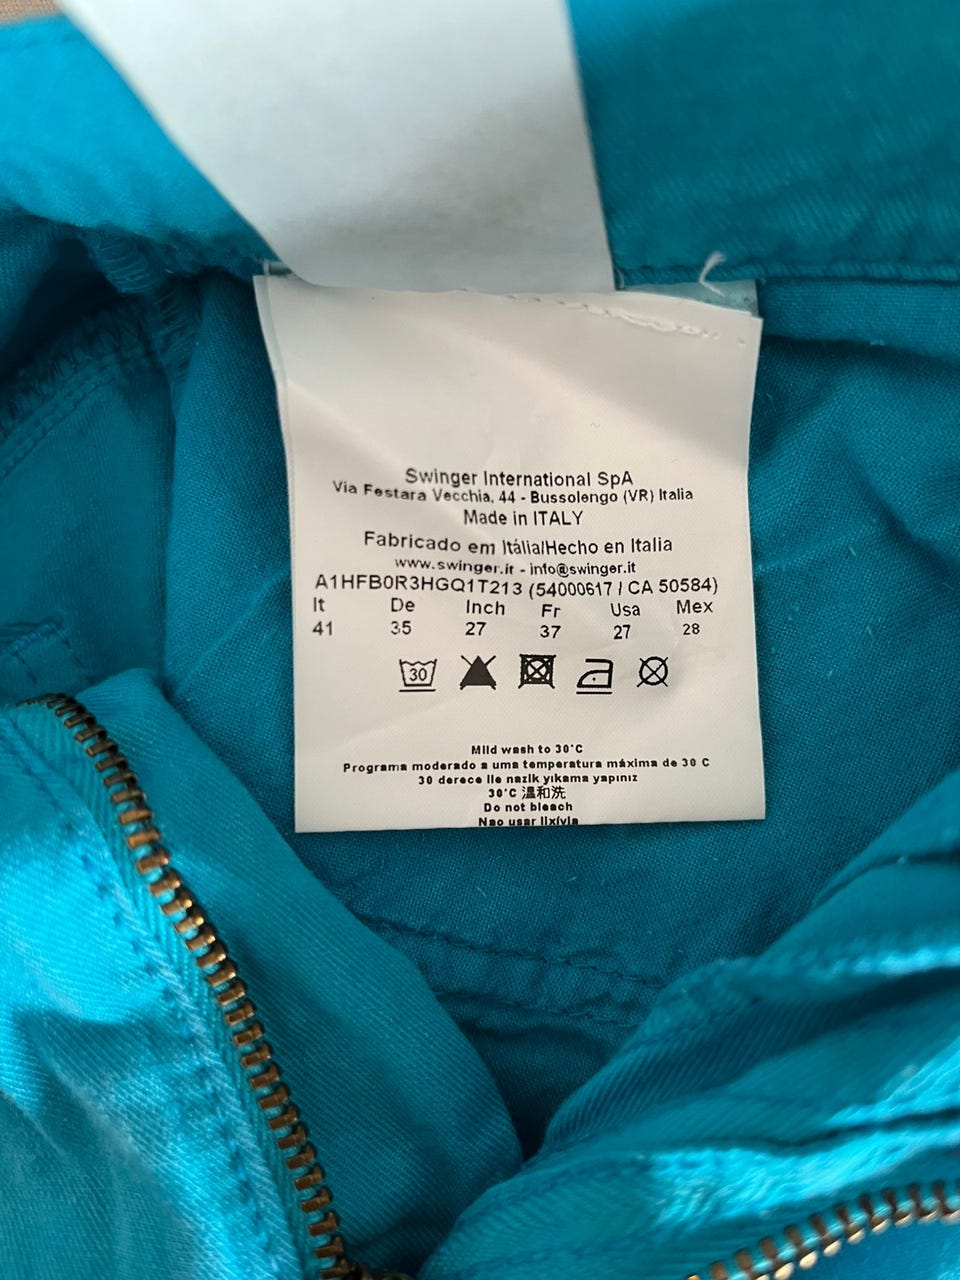 Swinger International SpA
Via Festara Vecchia, 44 - Bussolengo (VR) Italia
Made in ITALY
Fabricado em Itália/Hecho en Italia
www.swinger.it - info@swinger.it
A1HFB0R3HGQ1T213 (54000617 / CA 50584)
It De Inch Fr Usa Mex
41 35 27 37 27 28
30
Mild wash to 30°C
Programa moderado a uma temperatura máxima de 30 C
30 derece ile nazik yıkama yapınız
30°C 溫和洗
Do not bleach
Nao usar lixívia